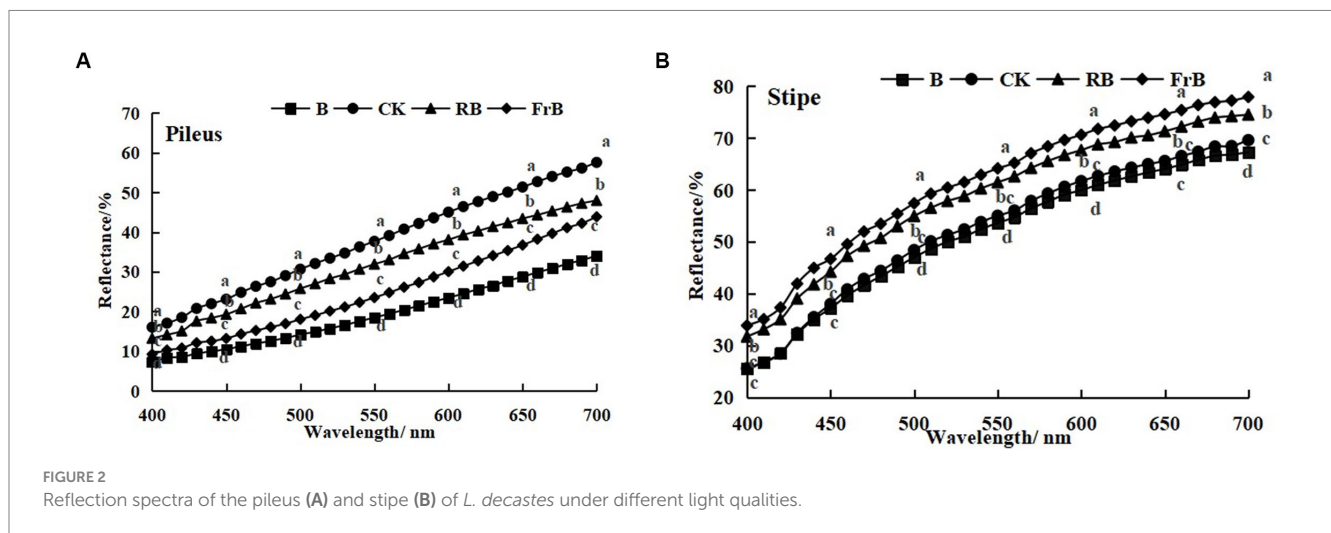 A
B CK RB FrB
Pileus
Reflectance/%
70
60
50
40
30
20
10
0
a a a a a a a
b b b b b b b
c c c c c c c
d d d d d d d
400 450 500 550 600 650 700
Wavelength/ nm
B
B CK RB FrB
Stipe
Reflectance/%
80
70
60
50
40
30
20
a a a a a a a
b b b b b b b
c c c c c c c
c c d d d c d
400 450 500 550 600 650 700
Wavelength/ nm
FIGURE 2
Reflection spectra of the pileus (A) and stipe (B) of L. decastes under different light qualities.